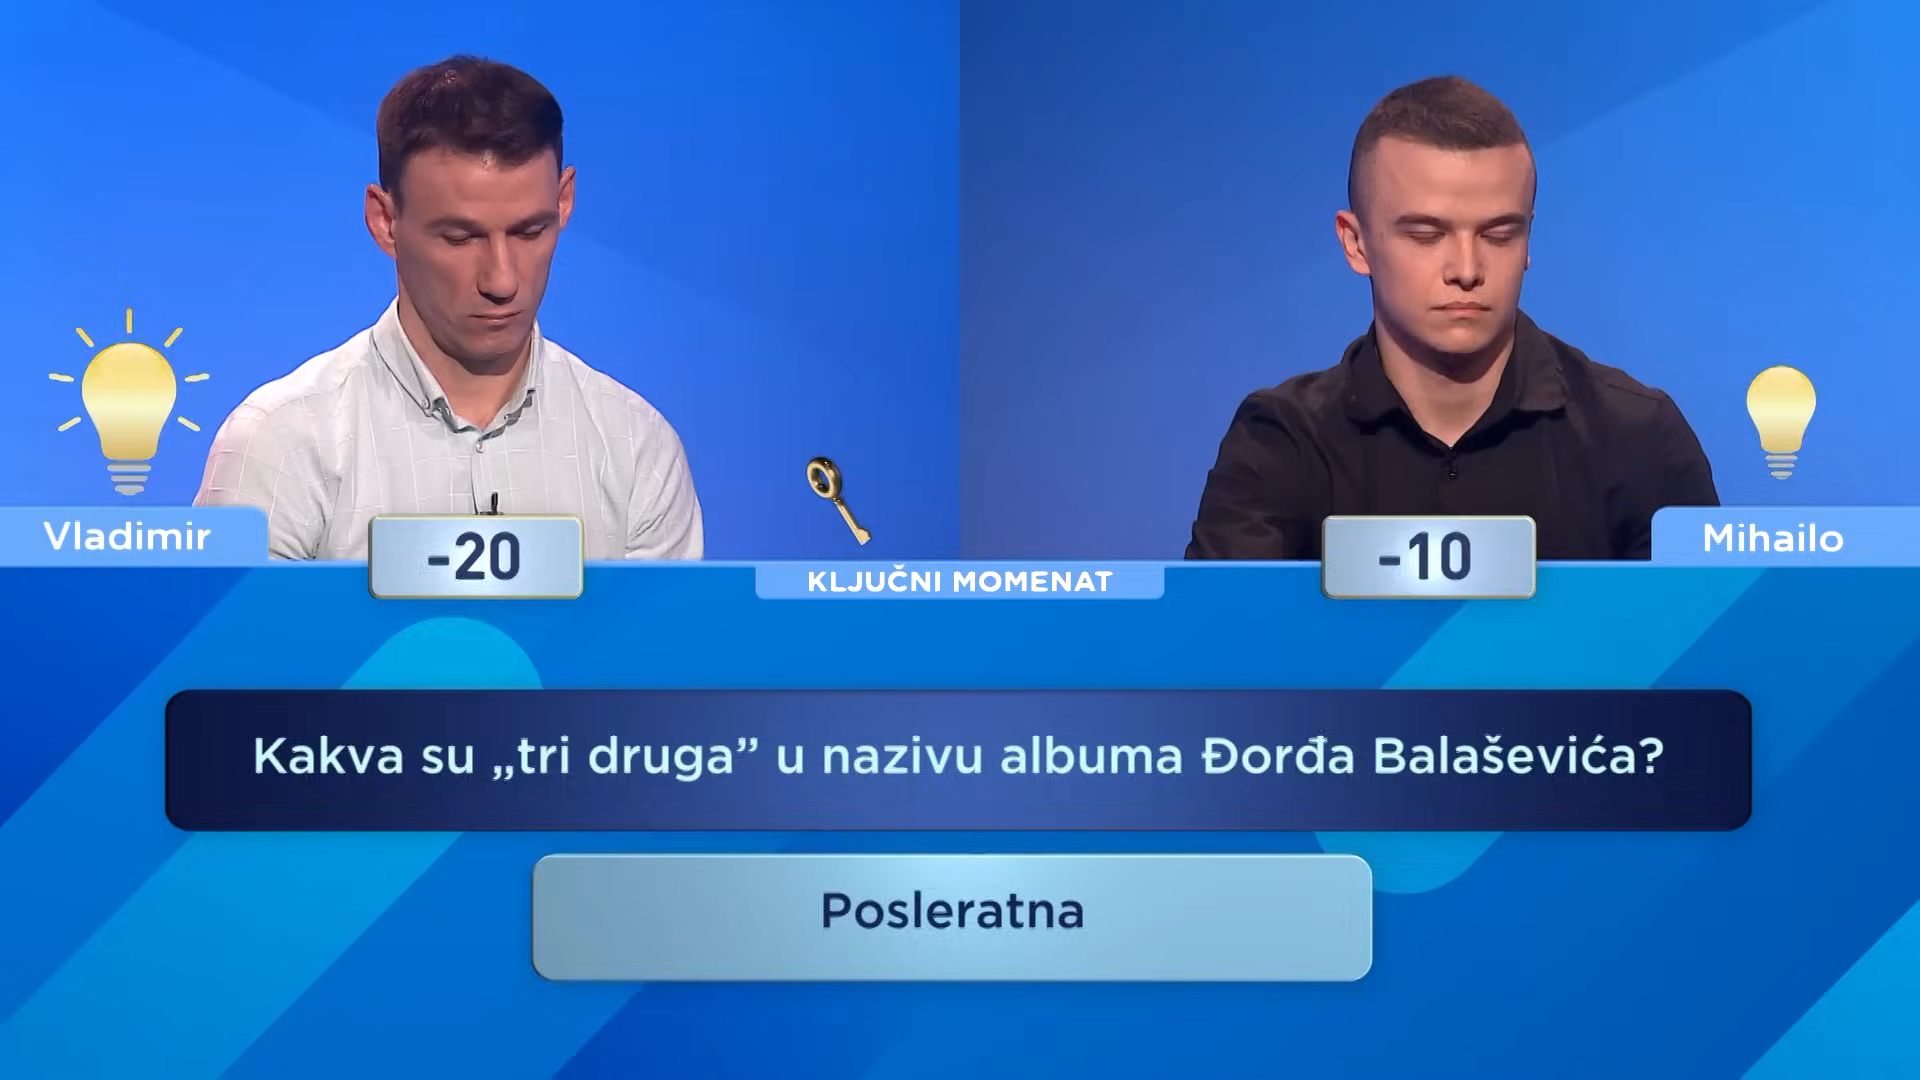 Vladimir
-20
KLJUČNI MOMENAT
-10
Mihailo
Kakva su „tri druga” u nazivu albuma Đorđa Balaševića?
Posleratna